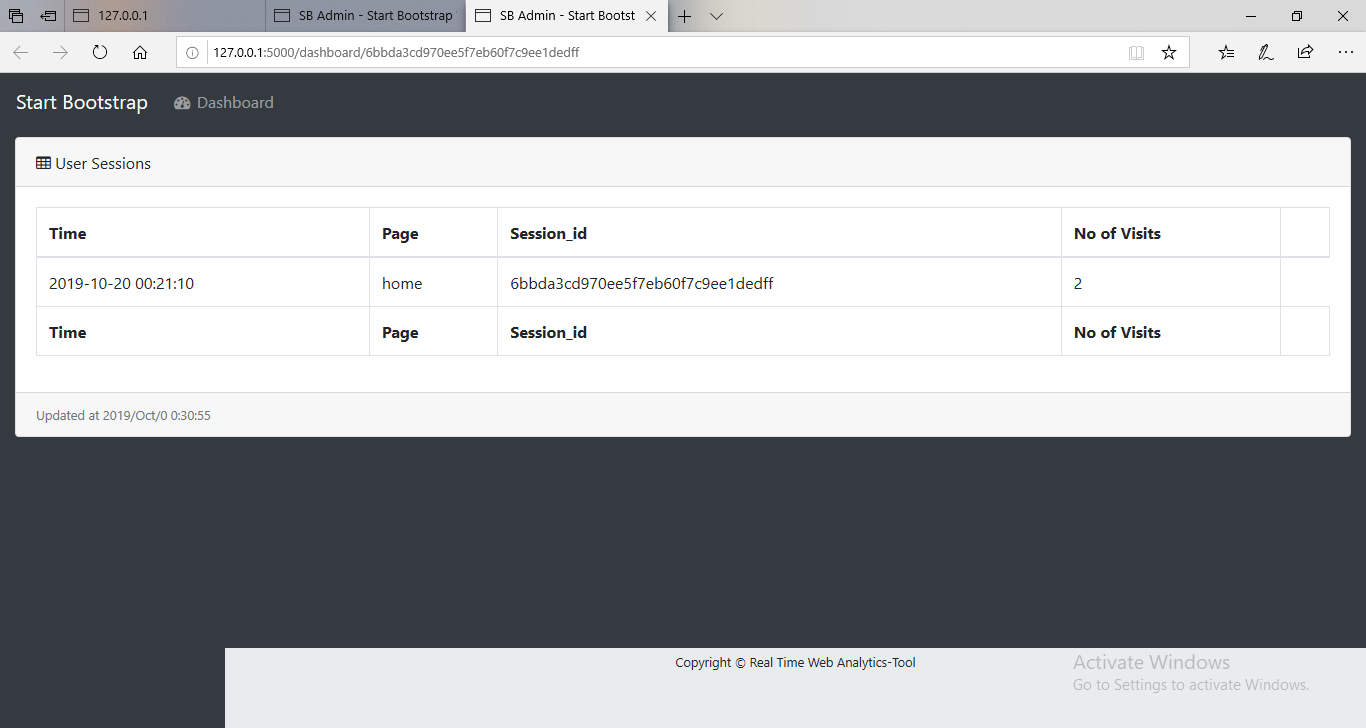 127.0.0.1 SB Admin - Start Bootstrap SB Admin - Start Bootst
127.0.0.1:5000/dashboard/6bbda3cd970ee5f7eb60f7c9ee1dedff
Start Bootstrap Dashboard
User Sessions
Time Page Session_id No of Visits
2019-10-20 00:21:10 home 6bbda3cd970ee5f7eb60f7c9ee1dedff 2
Time Page Session_id No of Visits
Updated at 2019/Oct/0 0:30:55
Copyright © Real Time Web Analytics-Tool
Activate Windows
Go to Settings to activate Windows.